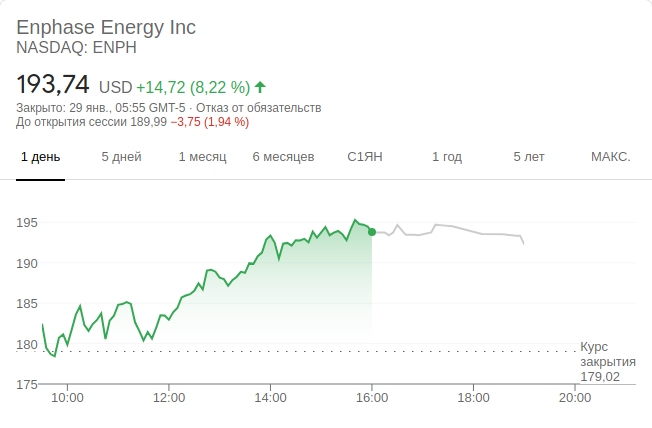 Enphase Energy Inc
NASDAQ: ENPH
193,74 USD +14,72 (8,22 %)
Закрыто: 29 янв., 05:55 GMT-5 · Отказ от обязательств
До открытия сессии 189,99 −3,75 (1,94 %)
1 день 5 дней 1 месяц 6 месяцев С1ЯН 1 год 5 лет МАКС.
195
190
185
180
175
Курс
закрытия
179,02
10:00 12:00 14:00 16:00 18:00 20:00